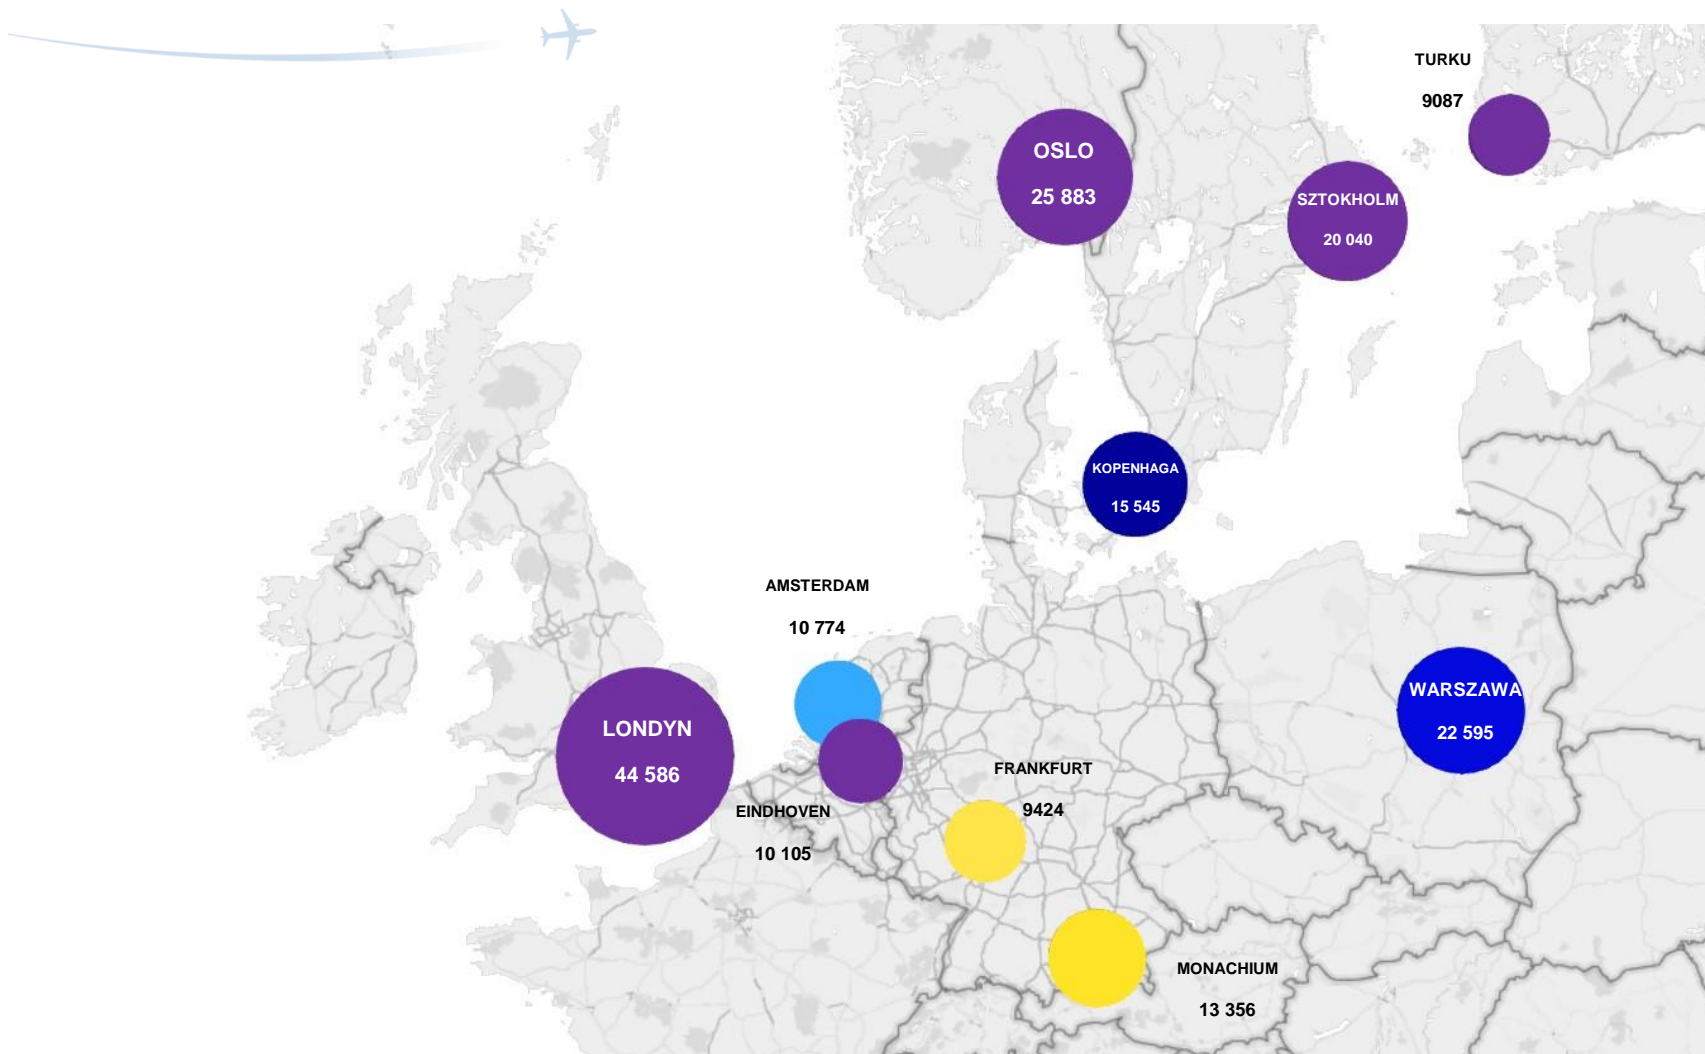 TURKU
9087
OSLO
25 883
SZTOKHOLM
20 040
KOPENHAGA
15 545
AMSTERDAM
10 774
WARSZAWA
22 595
LONDYN
44 586
FRANKFURT
9424
EINDHOVEN
10 105
MONACHIUM
13 356